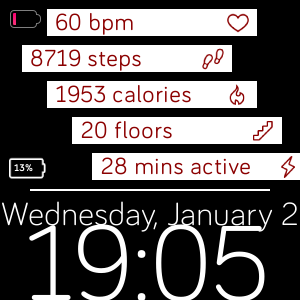 60 bpm
8719 steps
1953 calories
20 floors
28 mins active
13%
Wednesday, January 2
19:05